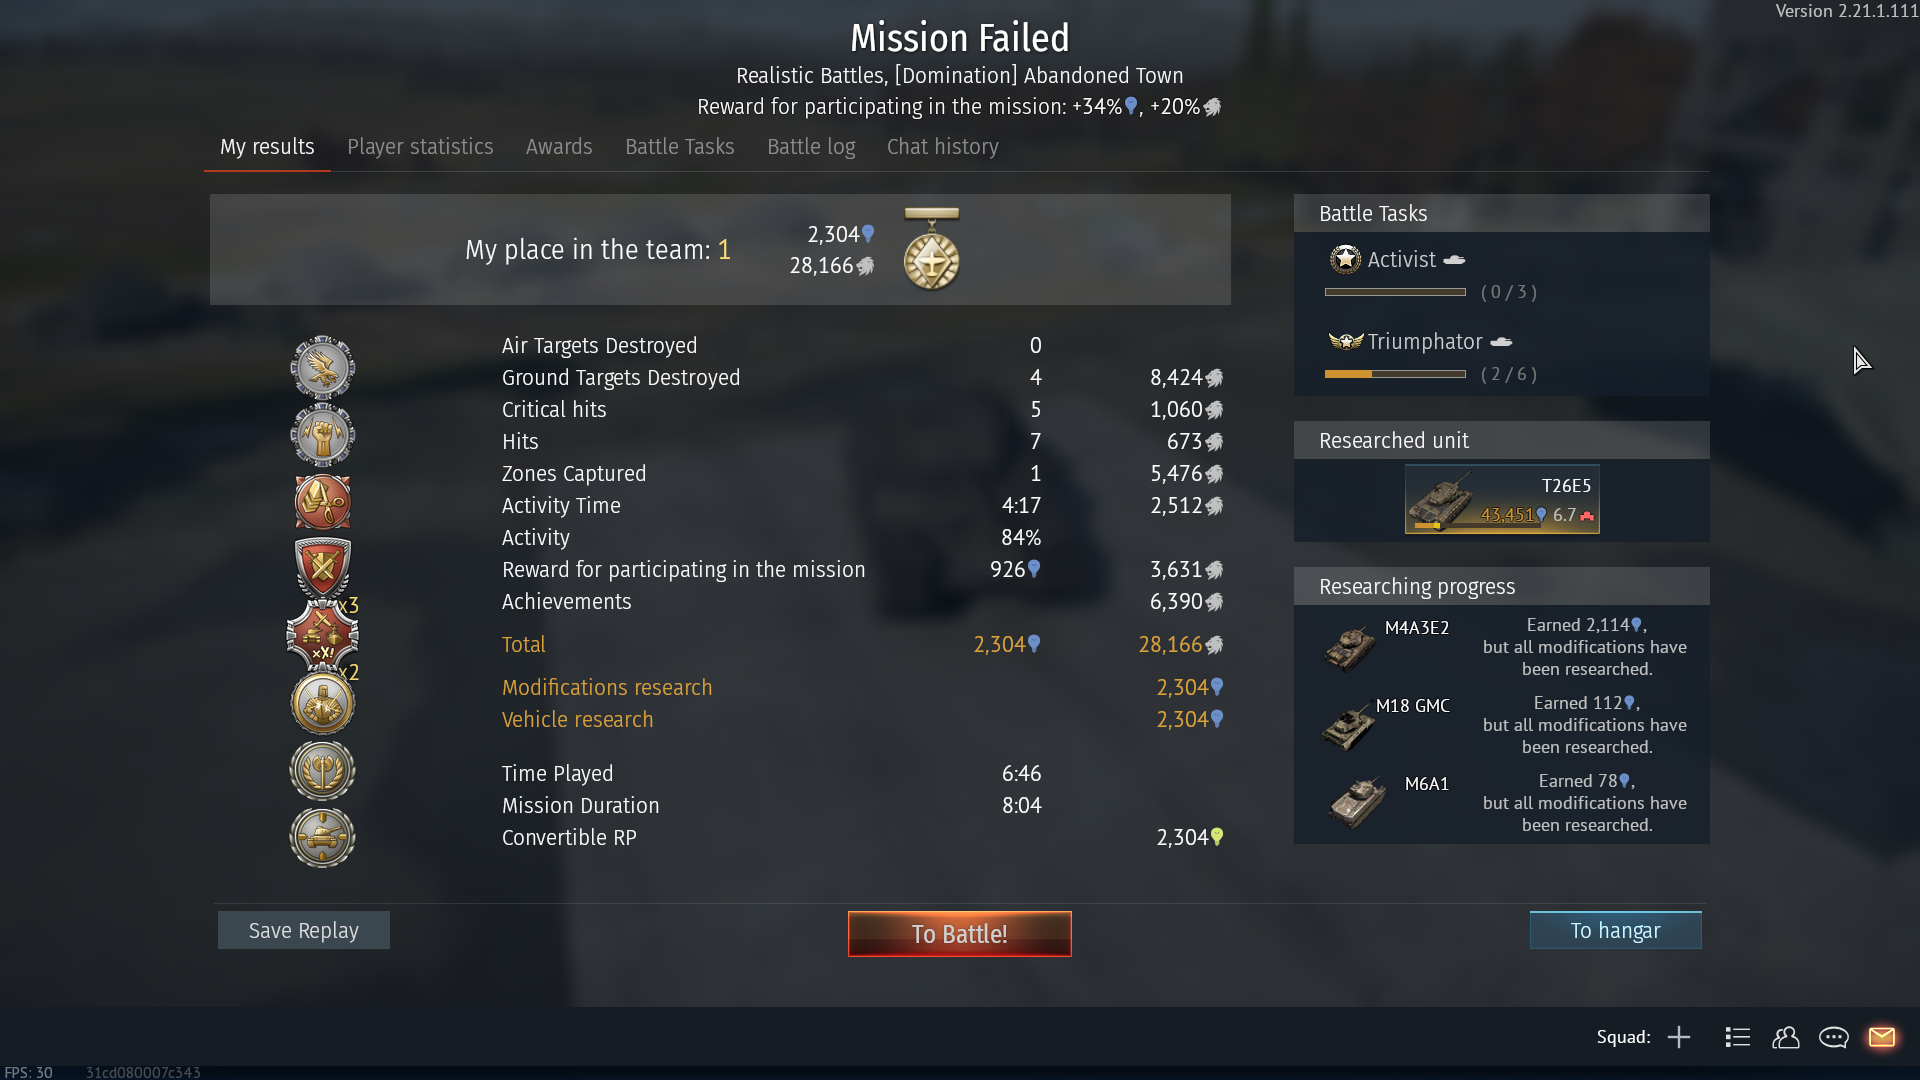 Version 2.21.1.111
Mission Failed
Realistic Battles, [Domination] Abandoned Town
Reward for participating in the mission: +34%, +20%
My results Player statistics Awards Battle Tasks Battle log Chat history
My place in the team: 1
2,304
28,166
Air Targets Destroyed 0
Ground Targets Destroyed 4 8,424
Critical hits 5 1,060
Hits 7 673
Zones Captured 1 5,476
Activity Time 4:17 2,512
Activity 84%
Reward for participating in the mission 926 3,631
Achievements 6,390
Total 2,304 28,166
Modifications research 2,304
Vehicle research 2,304
Time Played 6:46
Mission Duration 8:04
Convertible RP 2,304
x3
xX!
x2
Battle Tasks
Activist
( 0 / 3 )
Triumphator
( 2 / 6 )
Researched unit
T26E5
43,451 6.7
Researching progress
M4A3E2
Earned 2,114,
but all modifications have
been researched.
M18 GMC
Earned 112,
but all modifications have
been researched.
M6A1
Earned 78,
but all modifications have
been researched.
Save Replay
To Battle!
To hangar
Squad:
FPS: 30 31cd080007c343